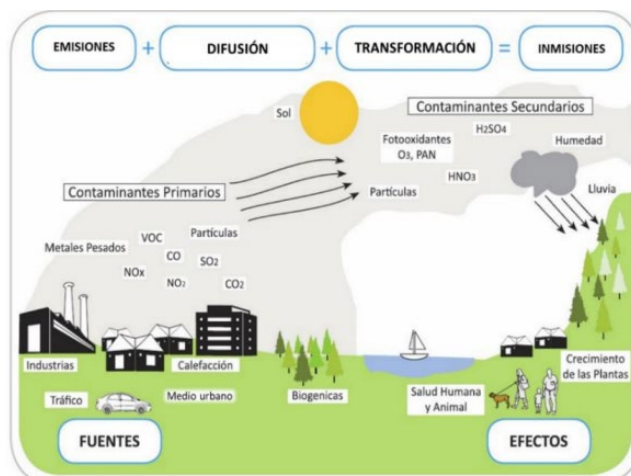 EMISIONES + DIFUSIÓN + TRANSFORMACIÓN = INMISIONES
Contaminantes Secundarios
Sol
H2SO4
Fotooxidantes
O3, PAN
Humedad
HNO3
Partículas
Lluvia
Contaminantes Primarios
Metales Pesados
VOC
Partículas
CO
SO2
NOx
NO2
CO2
Industrias
Calefacción
Tráfico
Medio urbano
Biogenicas
Salud Humana
y Animal
Crecimiento
de las Plantas
FUENTES
EFECTOS